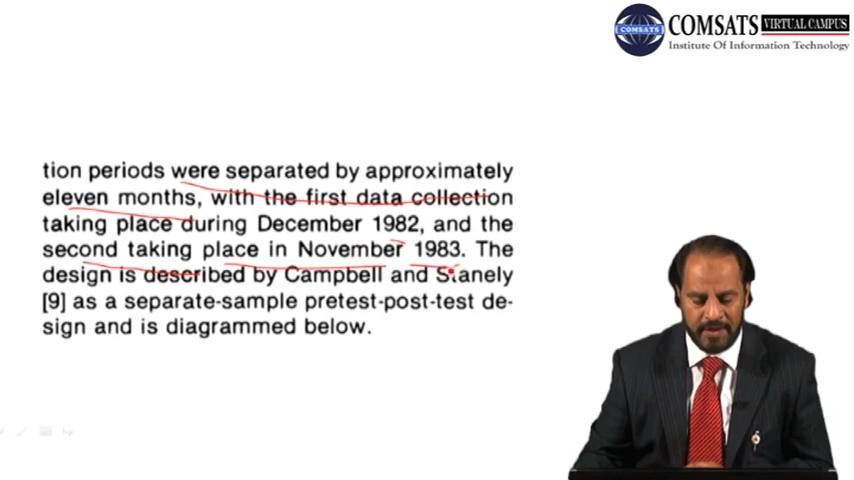 COMSATS VIRTUAL CAMPUS
COMSATS
Institute Of Information Technology
tion periods were separated by approximately
eleven months, with the first data collection
taking place during December 1982, and the
second taking place in November 1983. The
design is described by Campbell and Stanely
[9] as a separate-sample pretest-post-test de-
sign and is diagrammed below.